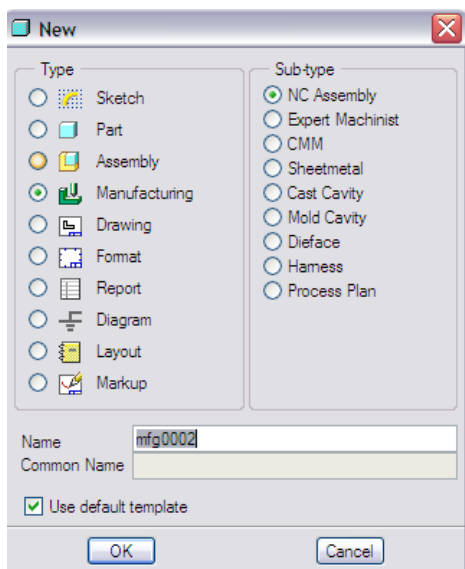 New
Type
Sketch
Part
Assembly
Manufacturing
Drawing
Format
Report
Diagram
Layout
Markup
Sub-type
NC Assembly
Expert Machinist
CMM
Sheetmetal
Cast Cavity
Mold Cavity
Dieface
Harness
Process Plan
Name mfg0002
Common Name
Use default template
OK Cancel